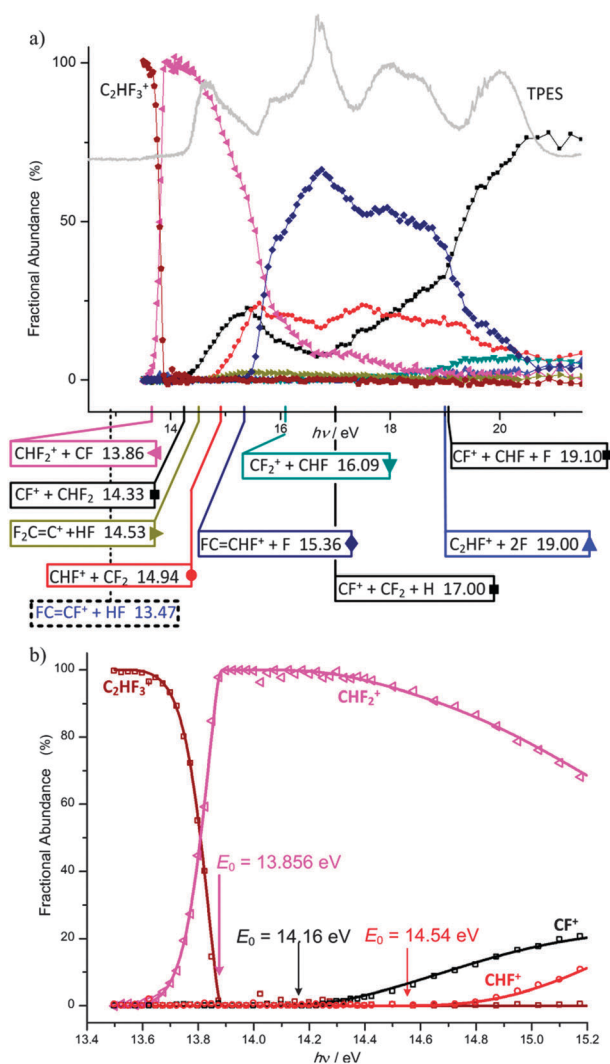 a)
100
50
0
Fractional Abundance (%)
C₂HF₃⁺
TPES
14 15 16 17 18 19 20 21
hν / eV
CHF₂⁺ + CF 13.86
CF₂⁺ + CHF 16.09
CF⁺ + CHF + F 19.10
CF⁺ + CHF₂ 14.33
F₂C=C⁺ +HF 14.53
FC=CHF⁺ + F 15.36
C₂HF⁺ + 2F 19.00
CHF⁺ + CF₂ 14.94
CF⁺ + CF₂ + H 17.00
FC=CF⁺ + HF 13.47
b)
100
80
60
40
20
0
Fractional Abundance (%)
C₂HF₃⁺
CHF₂⁺
E₀ = 13.856 eV
E₀ = 14.16 eV
E₀ = 14.54 eV
CF⁺
CHF⁺
13.4 13.6 13.8 14.0 14.2 14.4 14.6 14.8 15.0 15.2
hν / eV